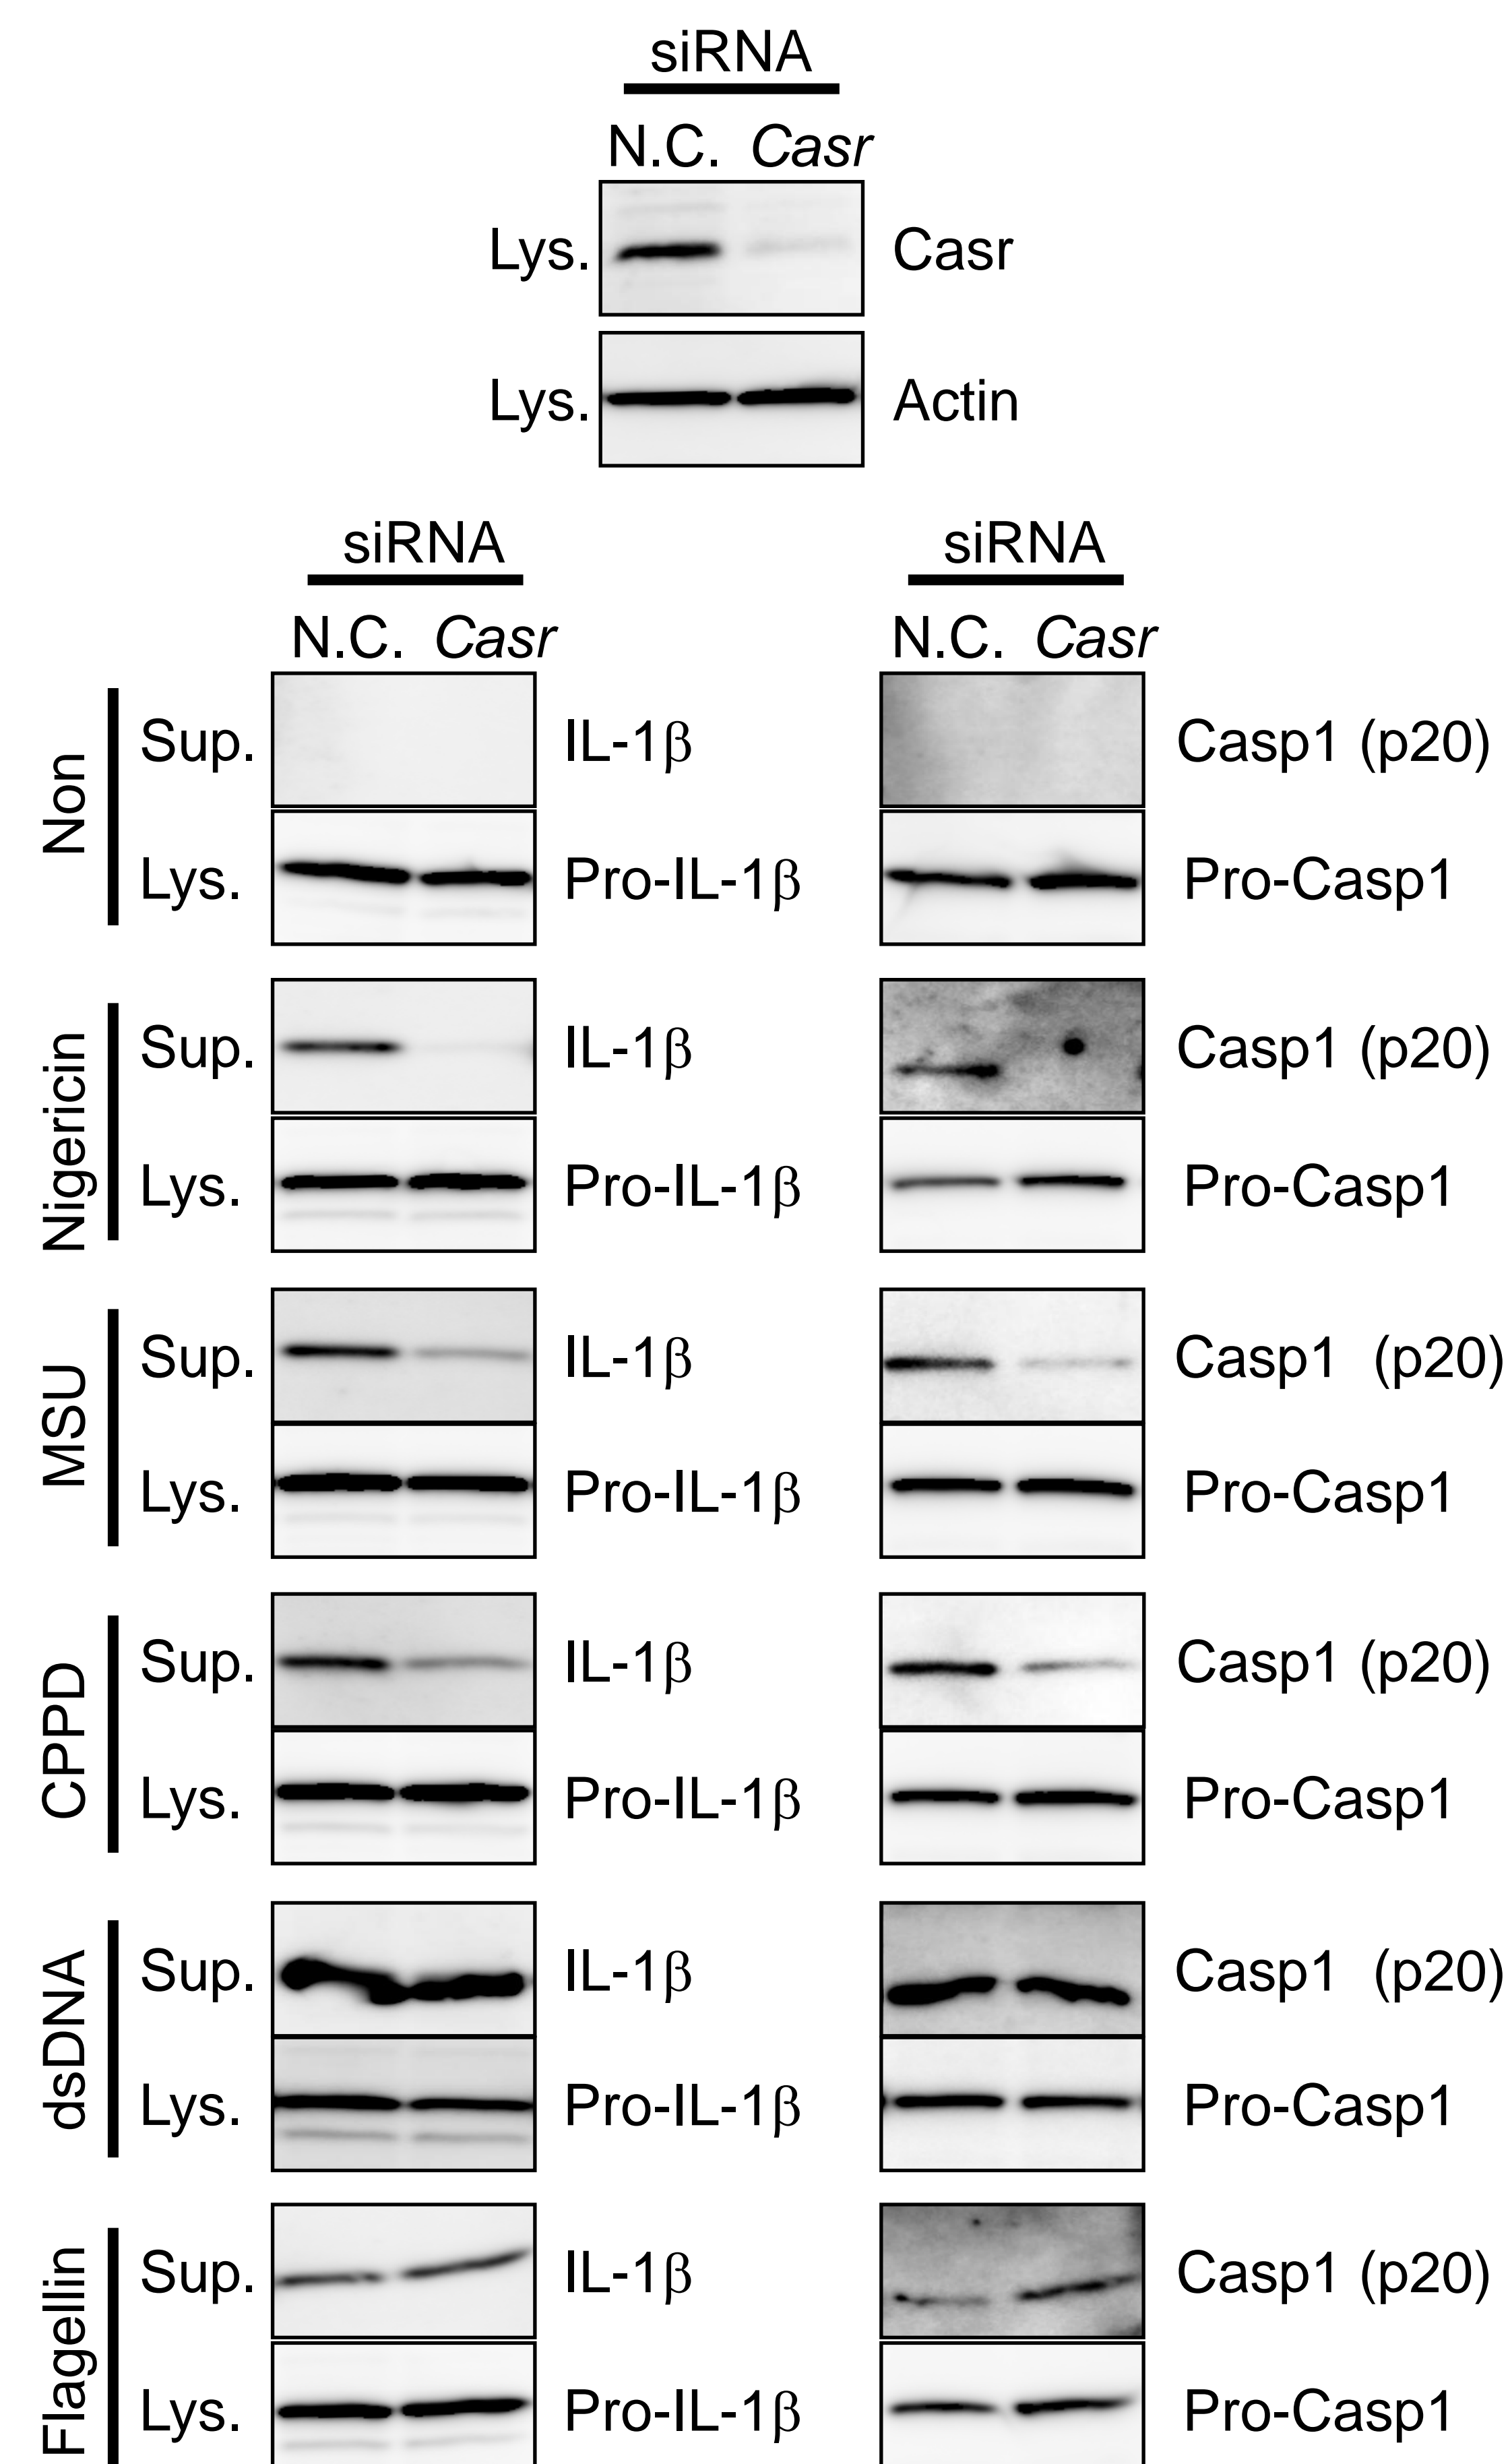 siRNA
N.C. Casr
Lys. Casr
Lys. Actin
siRNA siRNA
N.C. Casr N.C. Casr
Non
Sup. IL-1β Casp1 (p20)
Lys. Pro-IL-1β Pro-Casp1
Nigericin
Sup. IL-1β Casp1 (p20)
Lys. Pro-IL-1β Pro-Casp1
MSU
Sup. IL-1β Casp1 (p20)
Lys. Pro-IL-1β Pro-Casp1
CPPD
Sup. IL-1β Casp1 (p20)
Lys. Pro-IL-1β Pro-Casp1
dsDNA
Sup. IL-1β Casp1 (p20)
Lys. Pro-IL-1β Pro-Casp1
Flagellin
Sup. IL-1β Casp1 (p20)
Lys. Pro-IL-1β Pro-Casp1